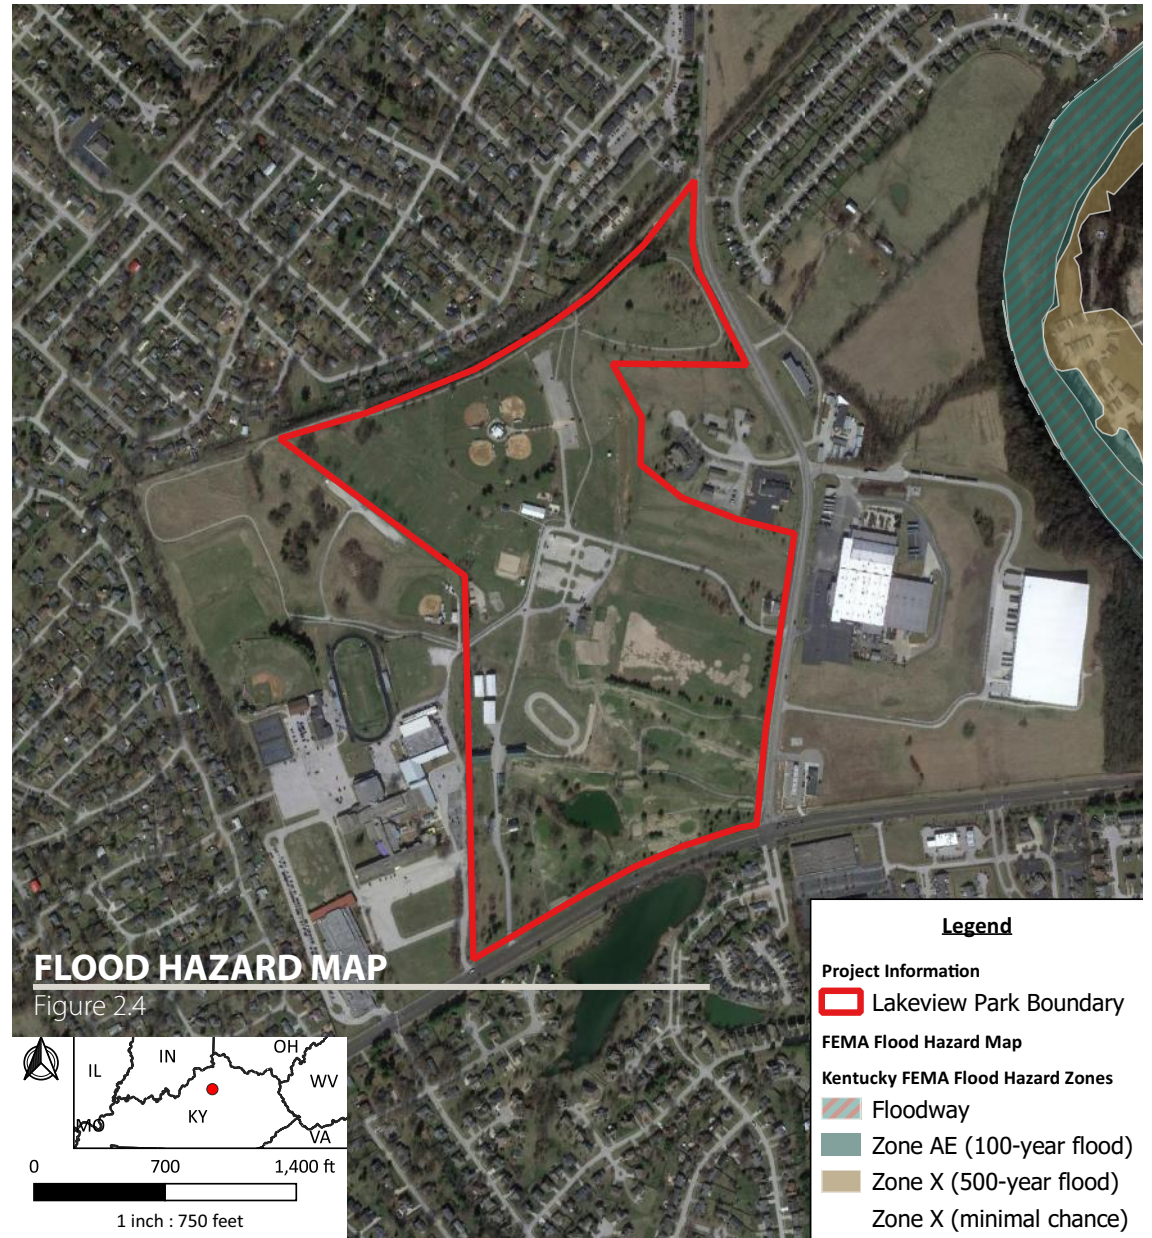 FLOOD HAZARD MAP
Figure 2.4
IL
IN
OH
WV
KY
MO
VA
0 700 1,400 ft
1 inch : 750 feet
Legend
Project Information
Lakeview Park Boundary
FEMA Flood Hazard Map
Kentucky FEMA Flood Hazard Zones
Floodway
Zone AE (100-year flood)
Zone X (500-year flood)
Zone X (minimal chance)